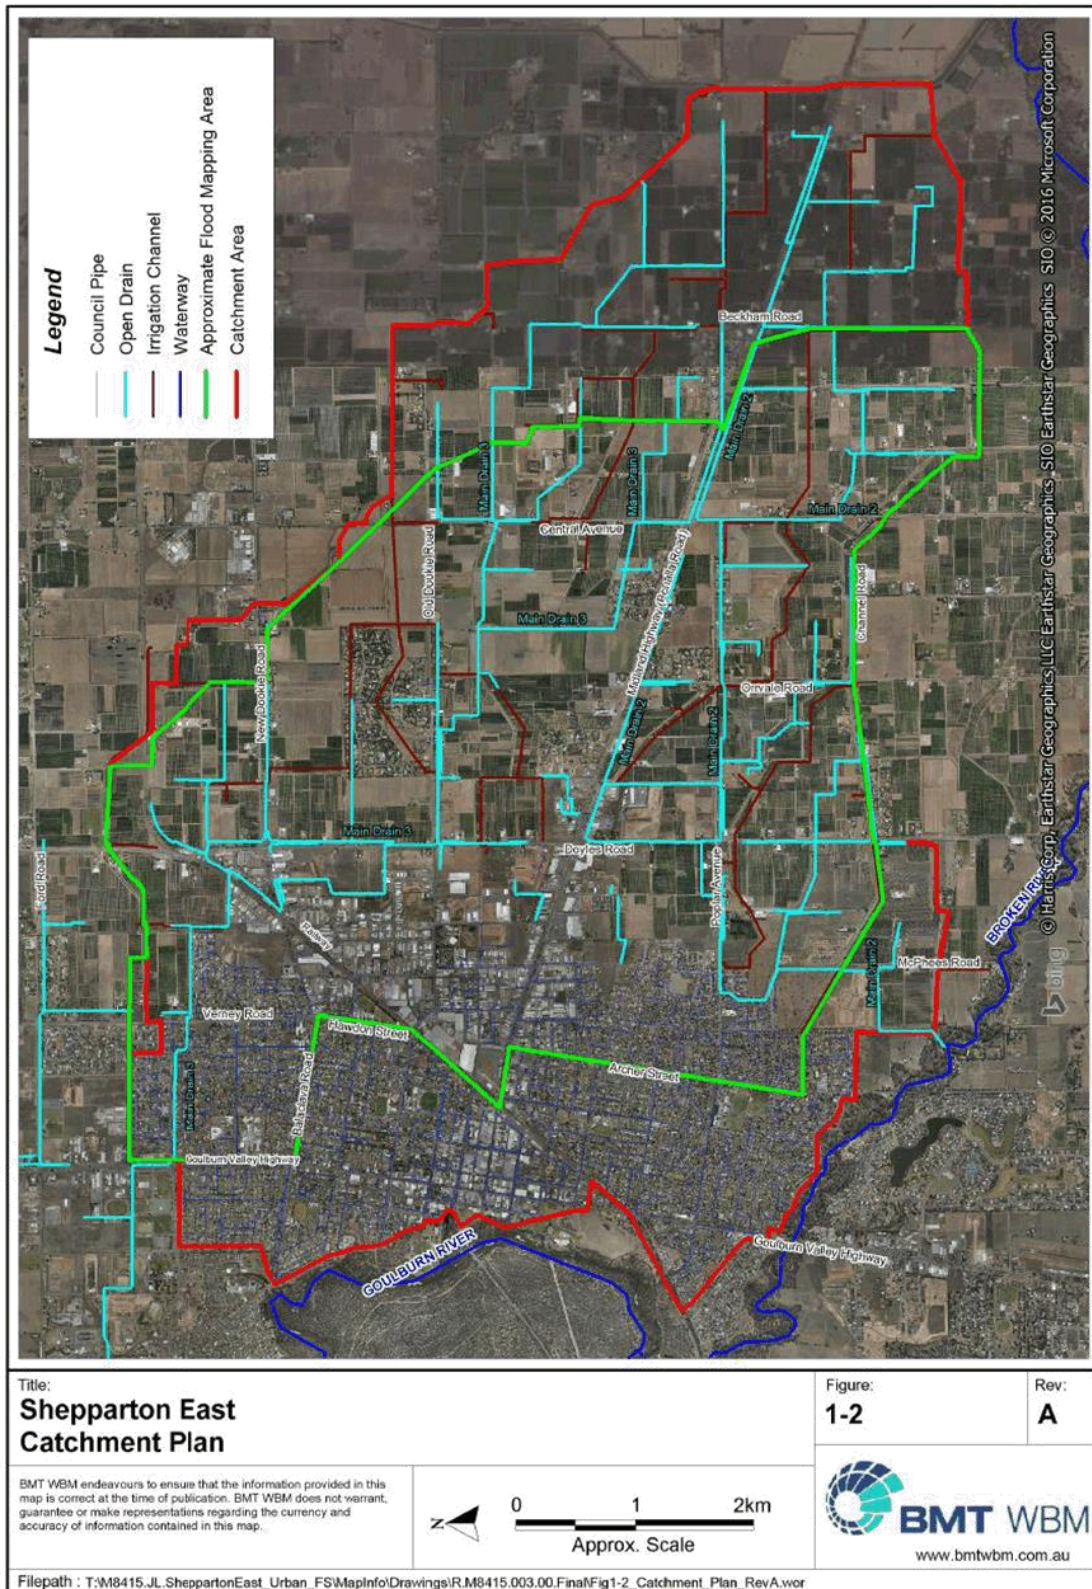 Legend
Council Pipe
Open Drain
Irrigation Channel
Waterway
Approximate Flood Mapping Area
Catchment Area
© Harris Corp, Earthstar Geographics LLC Earthstar Geographics SIO Earthstar Geographics SIO © 2016 Microsoft Corporation
bing
Beckham Road
Main Drain 2
Main Drain 3
Main Drain 3
Main Drain 2
Central Avenue
Old Dookie Road
Midland Highway (Benalla Road)
Channel Road
Main Drain 3
New Dookie Road
Orrvale Road
Main Drain 2
Main Drain 2
Main Drain 3
Doyles Road
Ford Road
Poplar Avenue
BROKEN RIVER
Railway
McPhees Road
Main Drain 2
Verney Road
Hawdon Street
Archer Street
Main Drain 3
Balaclava Road
Goulburn Valley Highway
Goulburn Valley Highway
GOULBURN RIVER
Title:
Shepparton East
Catchment Plan
Figure:
1-2
Rev:
A
BMT WBM endeavours to ensure that the information provided in this
map is correct at the time of publication. BMT WBM does not warrant,
guarantee or make representations regarding the currency and
accuracy of information contained in this map.
N
0 1 2km
Approx. Scale
BMT WBM
www.bmtwbm.com.au
Filepath : T:\M8415.JL.SheppartonEast_Urban_FS\MapInfo\Drawings\R.M8415.003.00.Final\Fig1-2_Catchment_Plan_RevA.wor